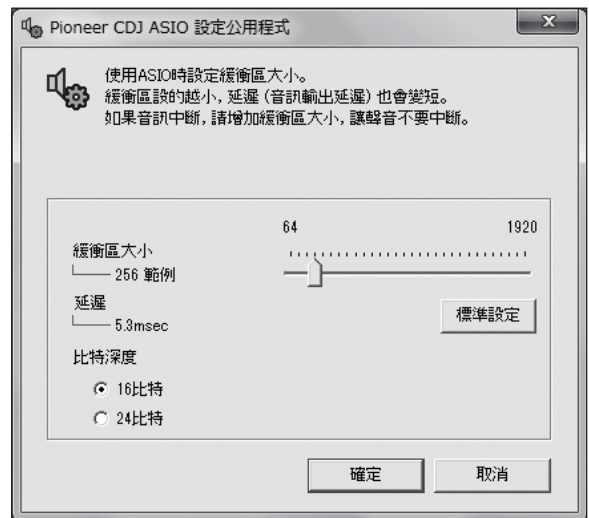 Pioneer CDJ ASIO 設定公用程式
使用ASIO時設定緩衝區大小。
緩衝區設的越小, 延遲 (音訊輸出延遲) 也會變短。
如果音訊中斷, 請增加緩衝區大小, 讓聲音不要中斷。
64 1920
緩衝區大小
256 範例
延遲
5.3msec
標準設定
比特深度
16比特
24比特
確定 取消